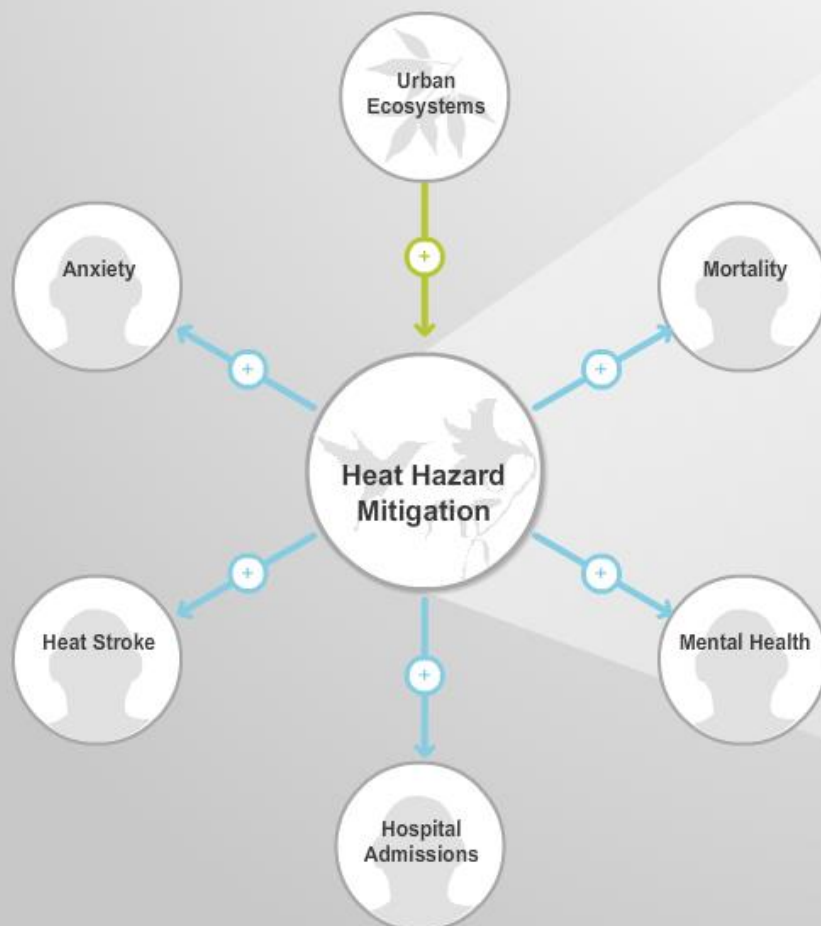 Urban
Ecosystems
+
Anxiety
Mortality
+
+
Heat Hazard
Mitigation
+
+
Heat Stroke
Mental Health
+
Hospital
Admissions